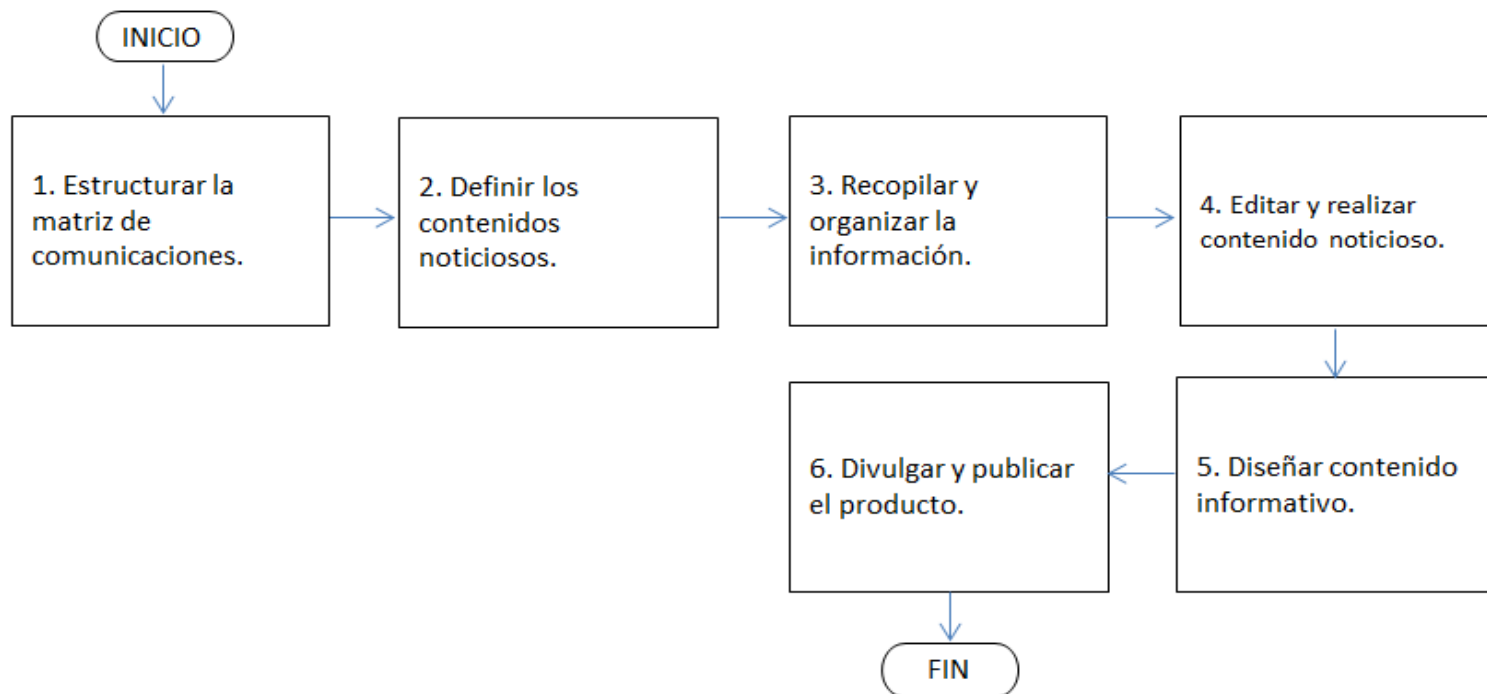 INICIO
1. Estructurar la
matriz de
comunicaciones.
2. Definir los
contenidos
noticiosos.
3. Recopilar y
organizar la
información.
4. Editar y realizar
contenido noticioso.
5. Diseñar contenido
informativo.
6. Divulgar y publicar
el producto.
FIN